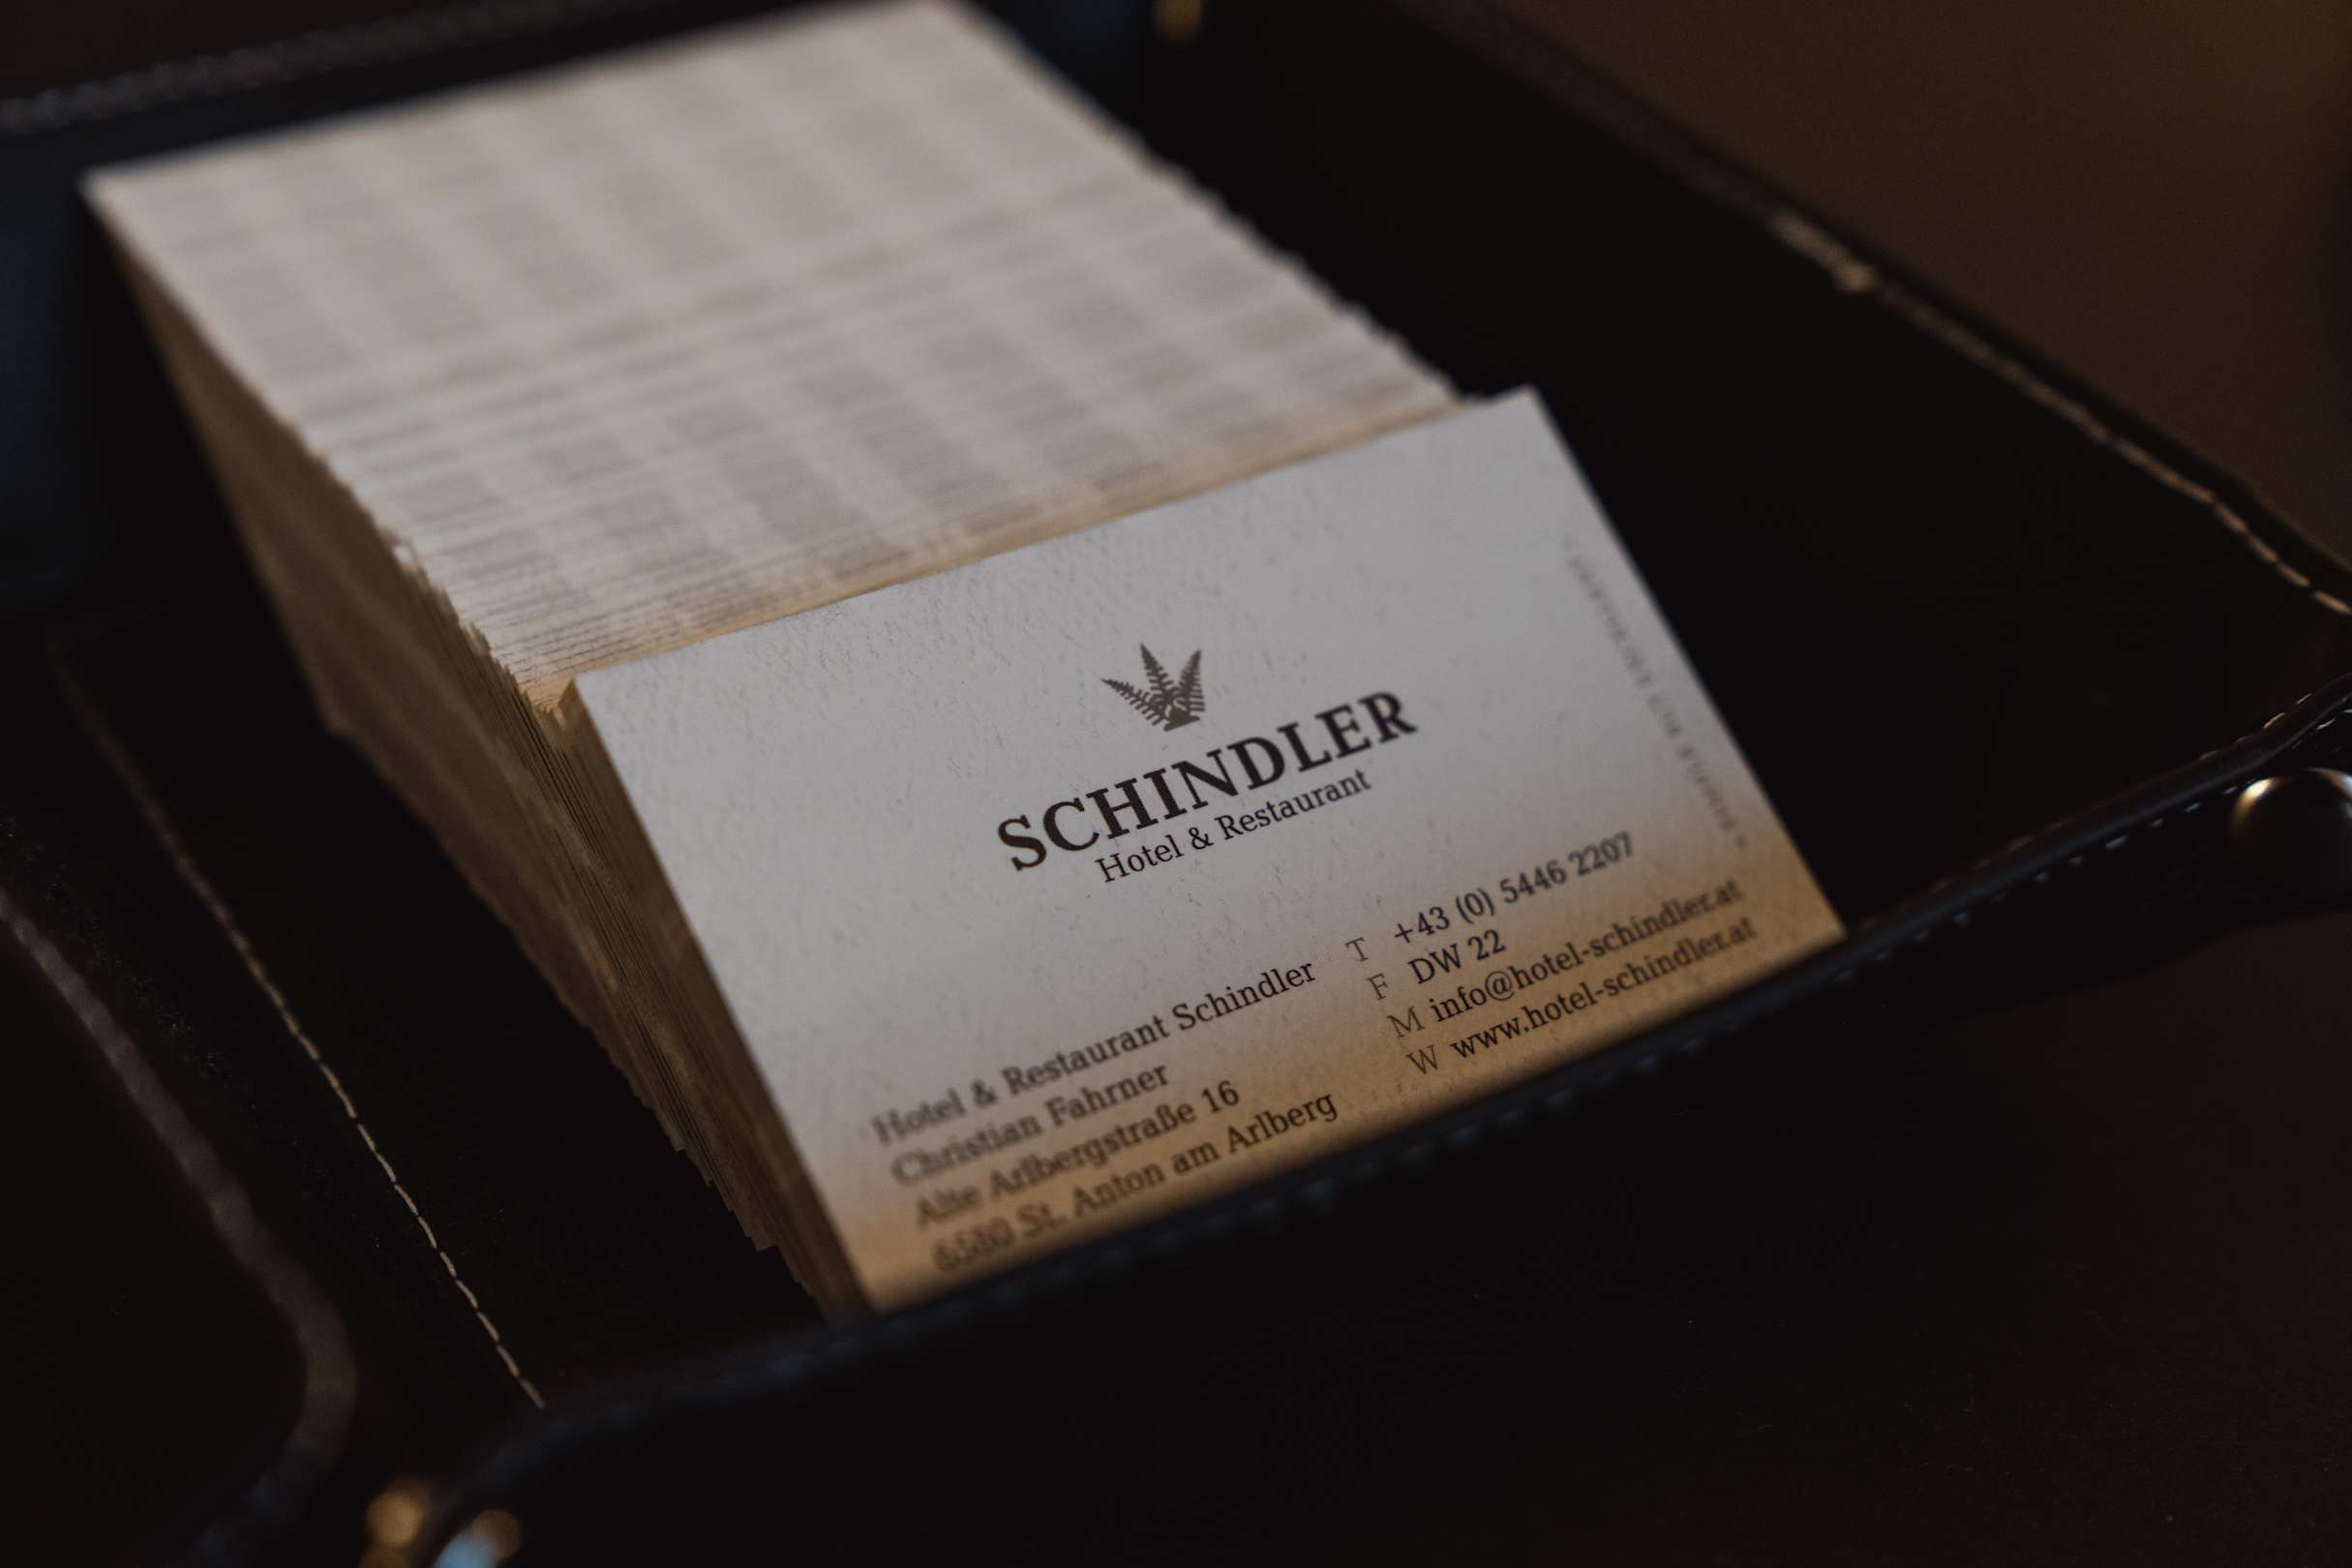 SCHINDLER
Hotel & Restaurant
Hotel & Restaurant Schindler
Christian Fahrner
Alte Arlbergstraße 16
6580 St. Anton am Arlberg
T +43 (0) 5446 2207
F DW 22
M info@hotel-schindler.at
W www.hotel-schindler.at